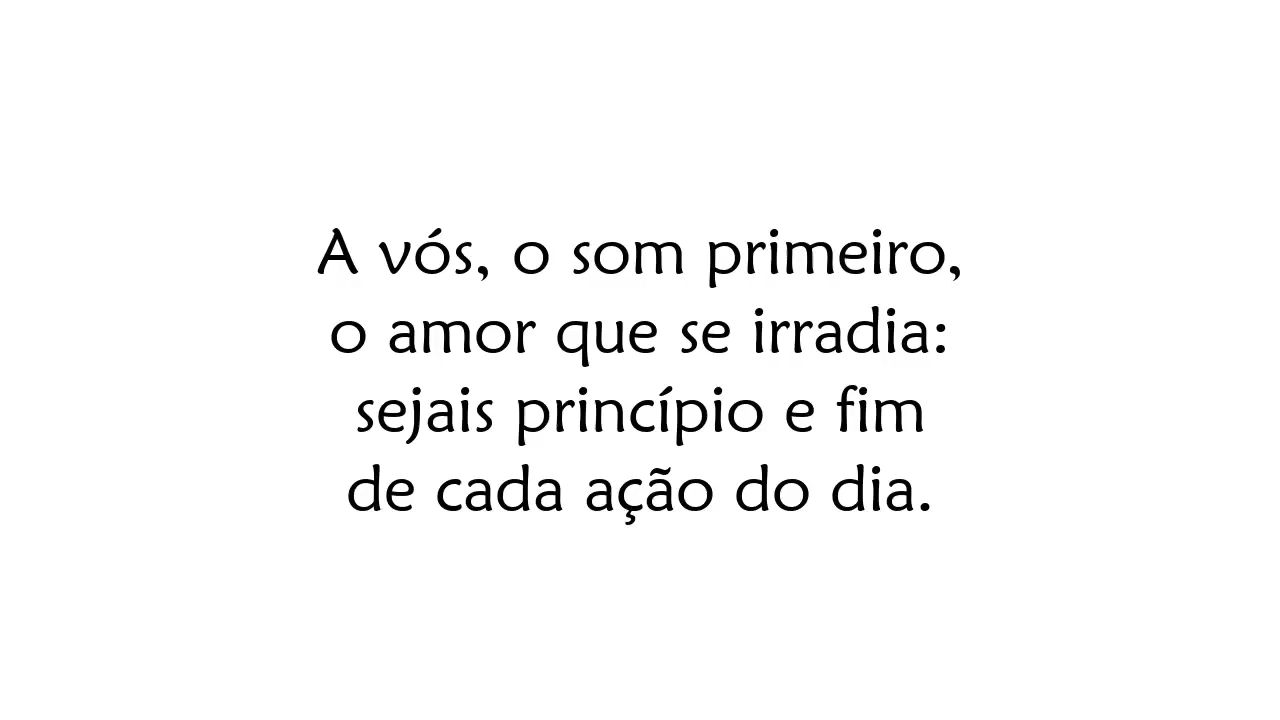 A vós, o som primeiro,
o amor que se irradia:
sejais princípio e fim
de cada ação do dia.